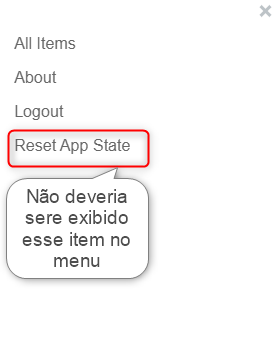 All Items
About
Logout
Reset App State
Não deveria
sere exibido
esse item no
menu